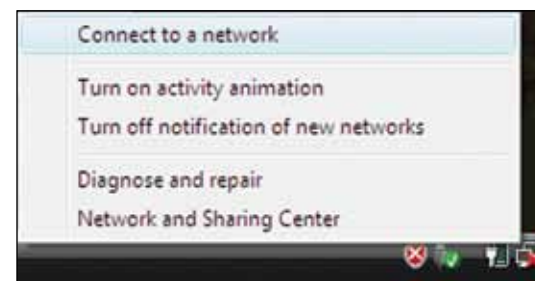 Connect to a network
Turn on activity animation
Turn off notification of new networks
Diagnose and repair
Network and Sharing Center